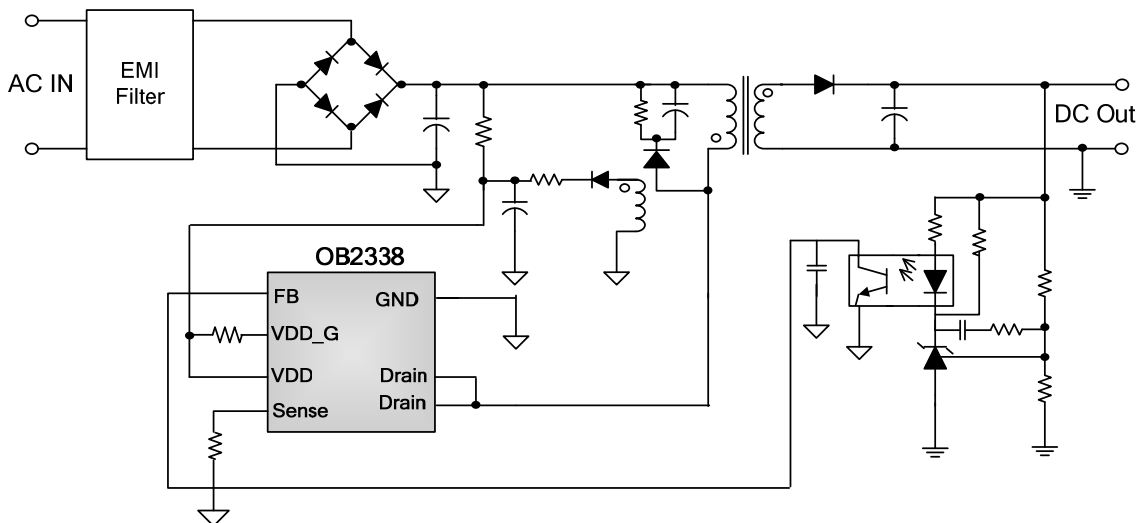 AC IN
EMI
Filter
DC Out
OB2338
FB
GND
VDD_G
VDD
Drain
Sense
Drain